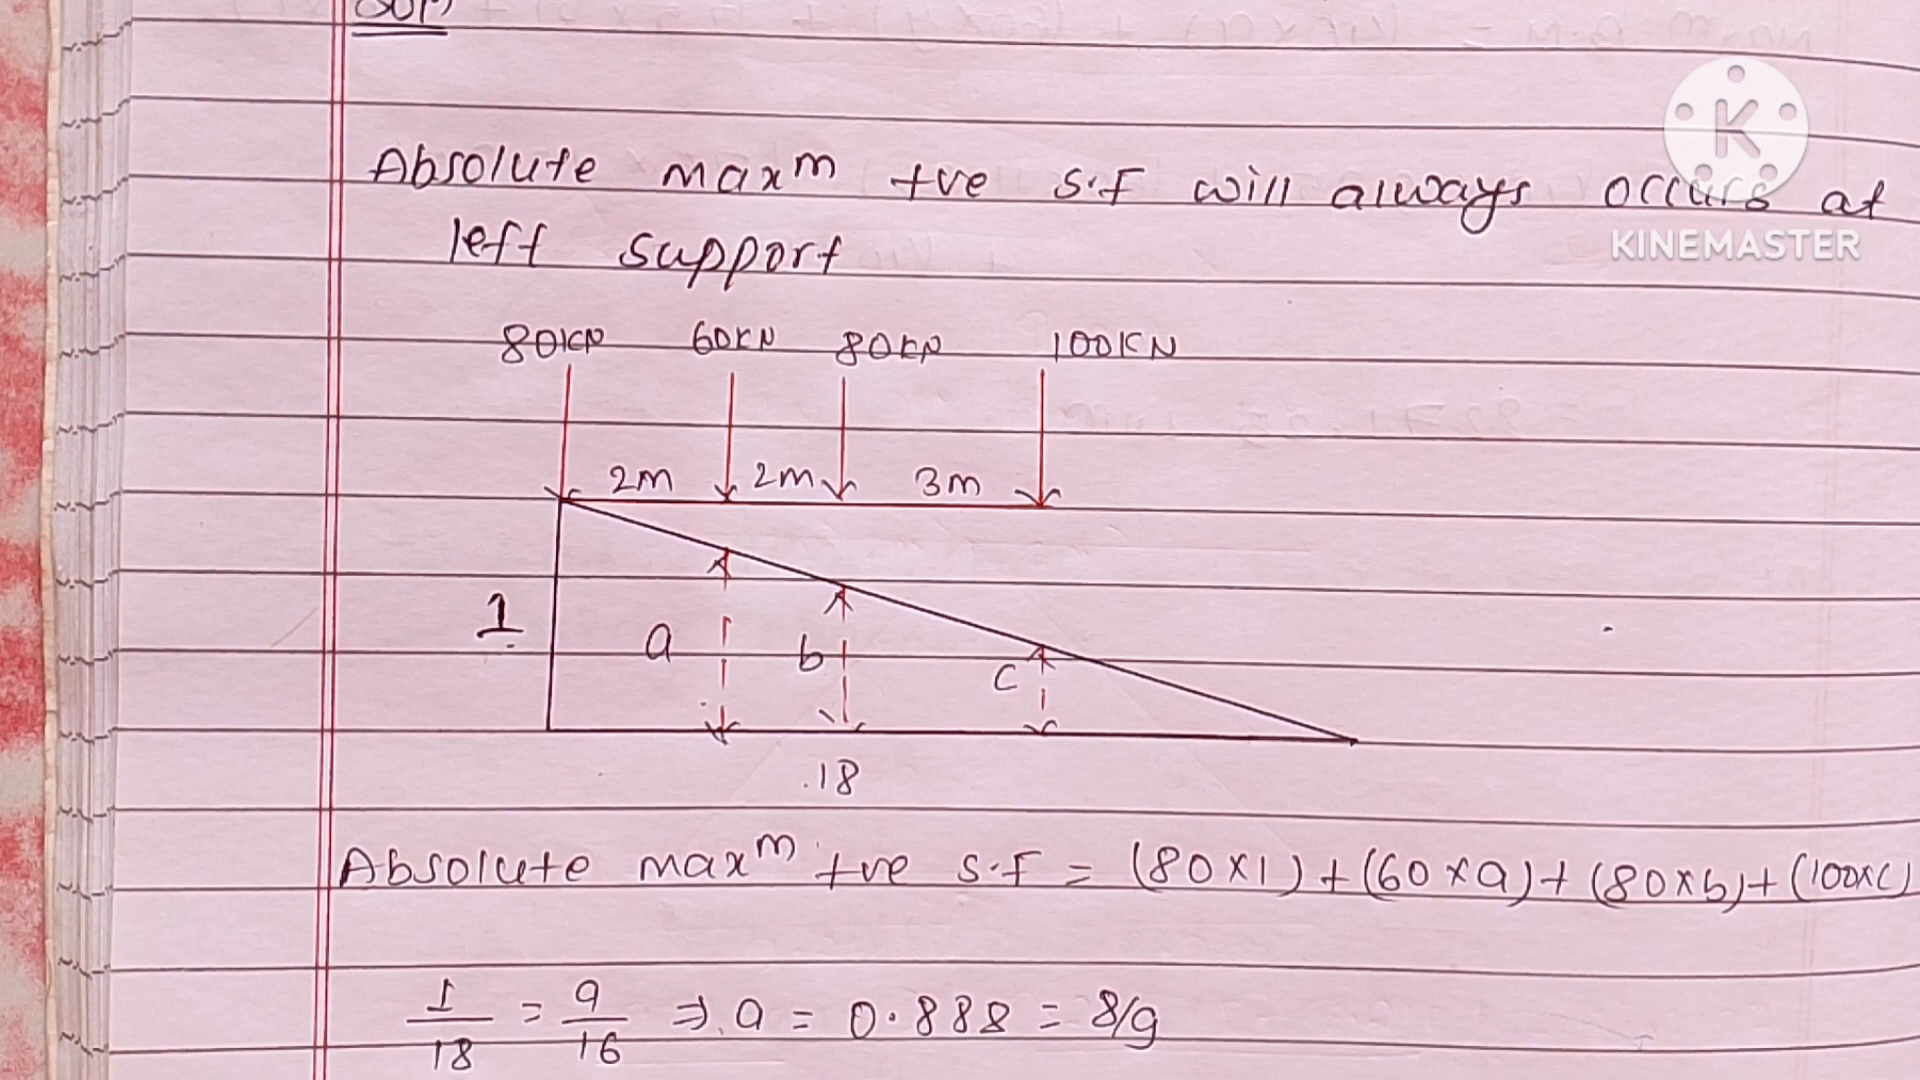 Absolute maxᵐ +ve S.F will always occurs at
left support
80KN 60KN 80KN 100KN
2m 2m 3m
1 a b c
18
Absolute maxᵐ +ve S.F = (80×1)+(60×a)+(80×b)+(100×c)
1/18 = a/16 ⇒ a = 0.888 = 8/9
K
KINEMASTER